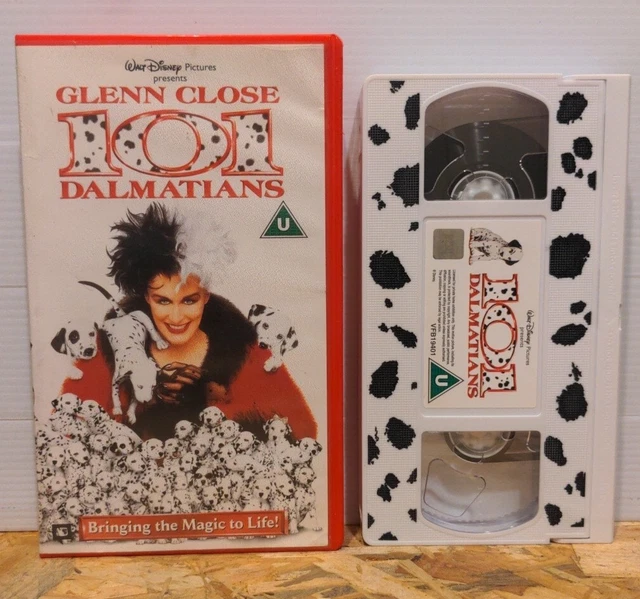 Walt Disney Pictures
presents
GLENN CLOSE
101
DALMATIANS
U
Bringing the Magic to Life!
Walt Disney Pictures
presents
101
DALMATIANS
U
VFB19401